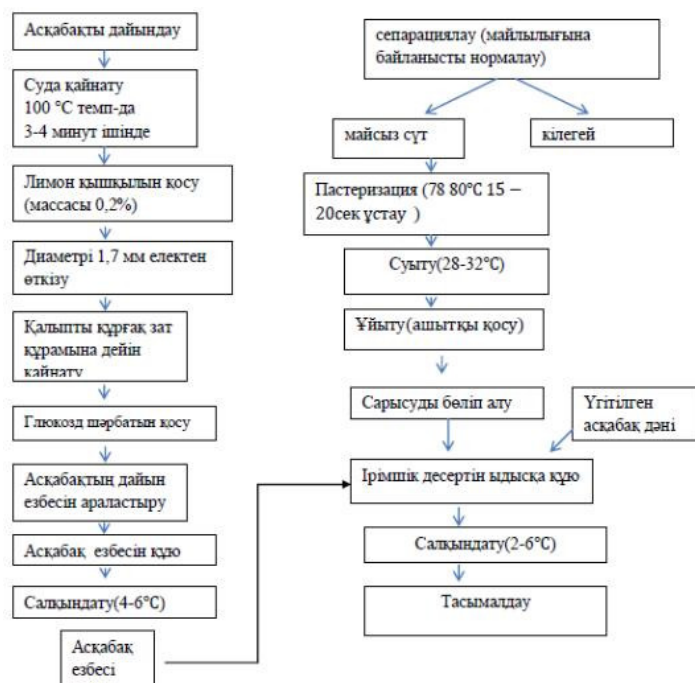 Асқабақты дайындау
Суда қайнату
100 °С темп-да
3-4 минут ішінде
Лимон қышқылын қосу
(массасы 0,2%)
Диаметрі 1,7 мм електен
өткізу
Қалыпты құрғақ зат
құрамына дейін
қайнату
Глюкозд шәрбатын қосу
Асқабақтың дайын
езбесін араластыру
Асқабақ езбесін құю
Салқындату(4-6°С)
Асқабақ
езбесі
сепарациялау (майлылығына
байланысты нормалау)
майсыз сүт
кілегей
Пастеризация (78 80°С 15 –
20сек ұстау )
Суыту(28-32°С)
Ұйыту(ашытқы қосу)
Сарысуды бөліп алу
Үгітілген
асқабақ дәні
Ірімшік десертін ыдысқа құю
Салқындату(2-6°С)
Тасымалдау